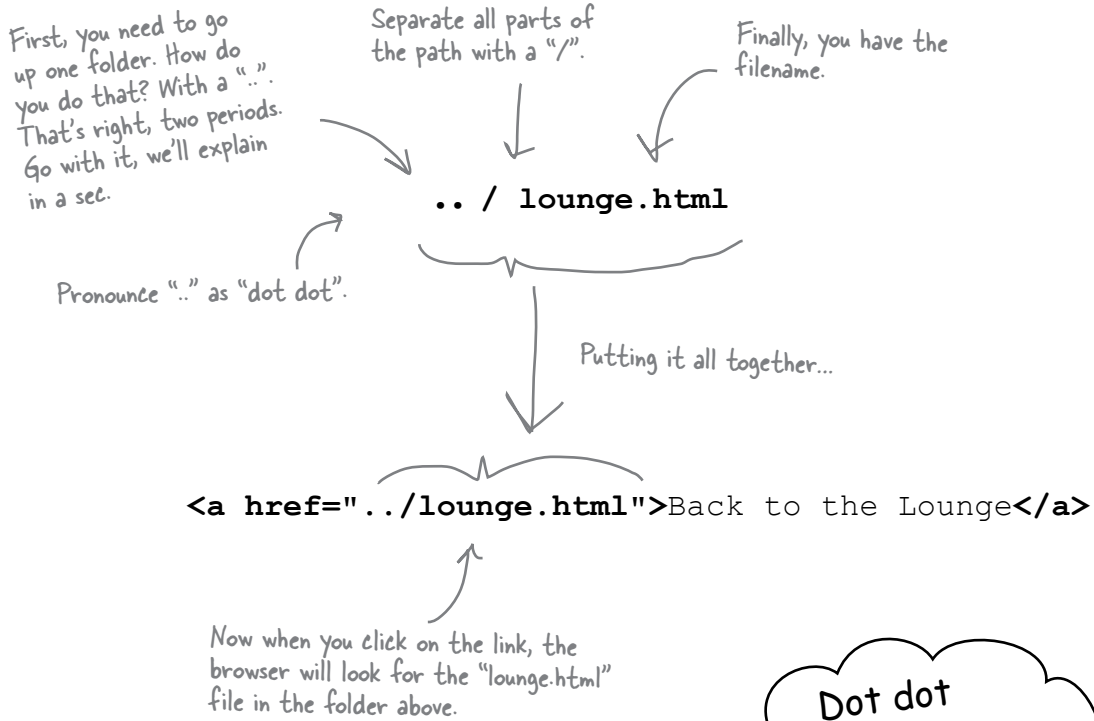 First, you need to go
up one folder. How do
you do that? With a “..”.
That's right, two periods.
Go with it, we'll explain
in a sec.
Separate all parts of
the path with a “/”.
Finally, you have the
filename.
.. / lounge.html
Pronounce “..” as “dot dot”.
Putting it all together...
<a href="../lounge.html">Back to the Lounge</a>
Now when you click on the link, the
browser will look for the “lounge.html”
file in the folder above.
Dot dot